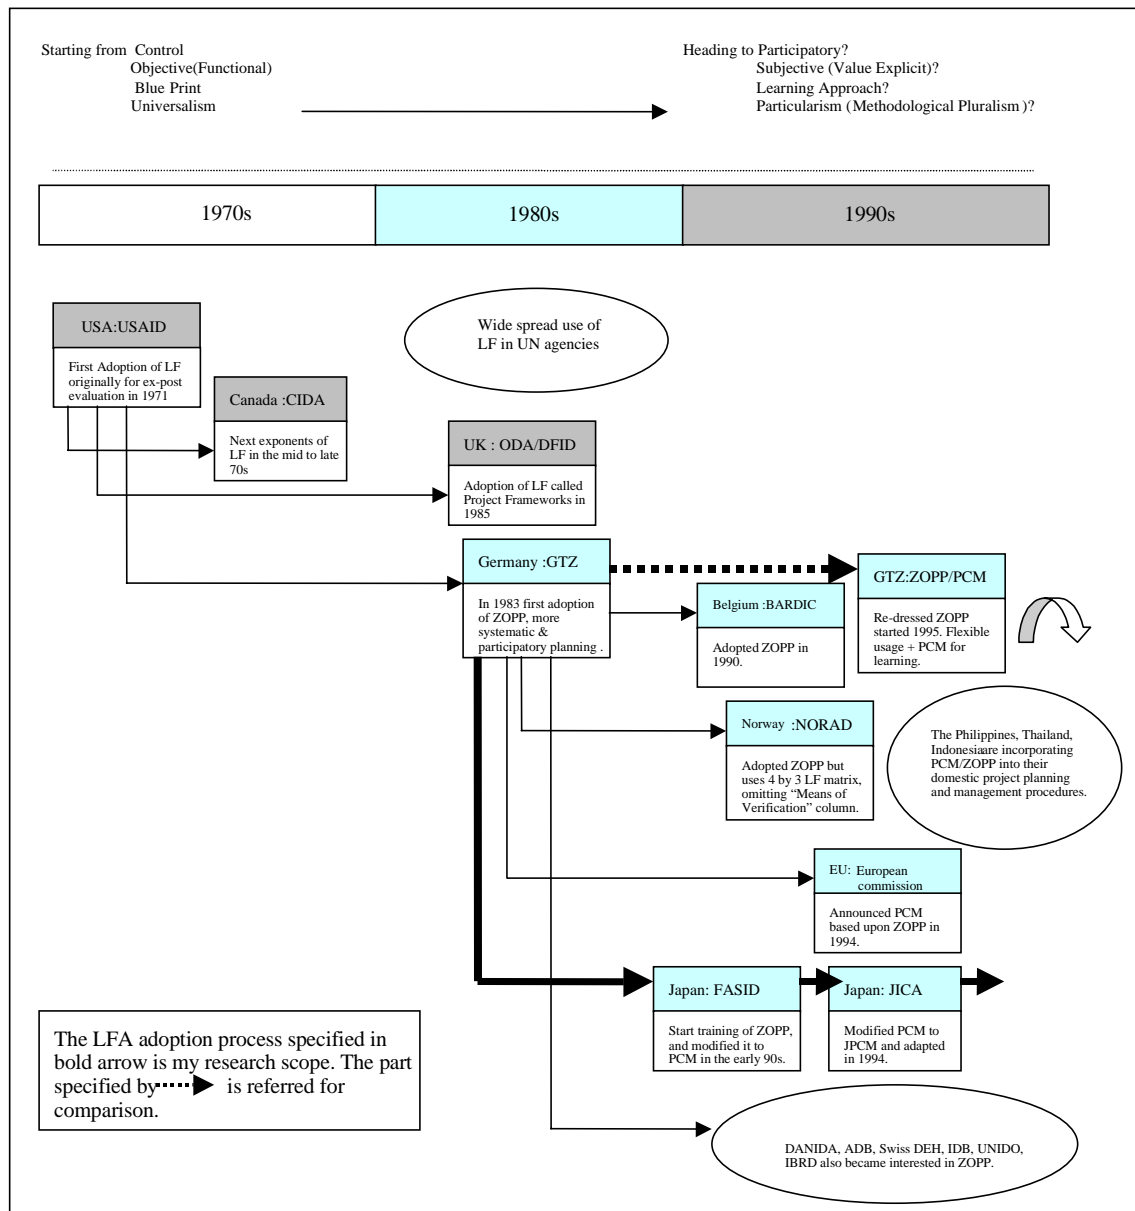 Starting from Control
Objective(Functional)
Blue Print
Universalism
Heading to Participatory?
Subjective (Value Explicit)?
Learning Approach?
Particularism (Methodological Pluralism )?
1970s
1980s
1990s
USA:USAID
First Adoption of LF
originally for ex-post
evaluation in 1971
Wide spread use of
LF in UN agencies
Canada :CIDA
Next exponents of
LF in the mid to late
70s
UK : ODA/DFID
Adoption of LF called
Project Frameworks in
1985
Germany :GTZ
In 1983 first adoption
of ZOPP, more
systematic &
participatory planning .
Belgium :BARDIC
Adopted ZOPP in
1990.
GTZ:ZOPP/PCM
Re-dressed ZOPP
started 1995. Flexible
usage + PCM for
learning.
Norway :NORAD
Adopted ZOPP but
uses 4 by 3 LF matrix,
omitting “Means of
Verification” column.
The Philippines, Thailand,
Indonesiaare incorporating
PCM/ZOPP into their
domestic project planning
and management procedures.
EU: European
commission
Announced PCM
based upon ZOPP in
1994.
Japan: FASID
Start training of ZOPP,
and modified it to
PCM in the early 90s.
Japan: JICA
Modified PCM to
JPCM and adapted
in 1994.
The LFA adoption process specified in
bold arrow is my research scope. The part
specified by is referred for
comparison.
DANIDA, ADB, Swiss DEH, IDB, UNIDO,
IBRD also became interested in ZOPP.